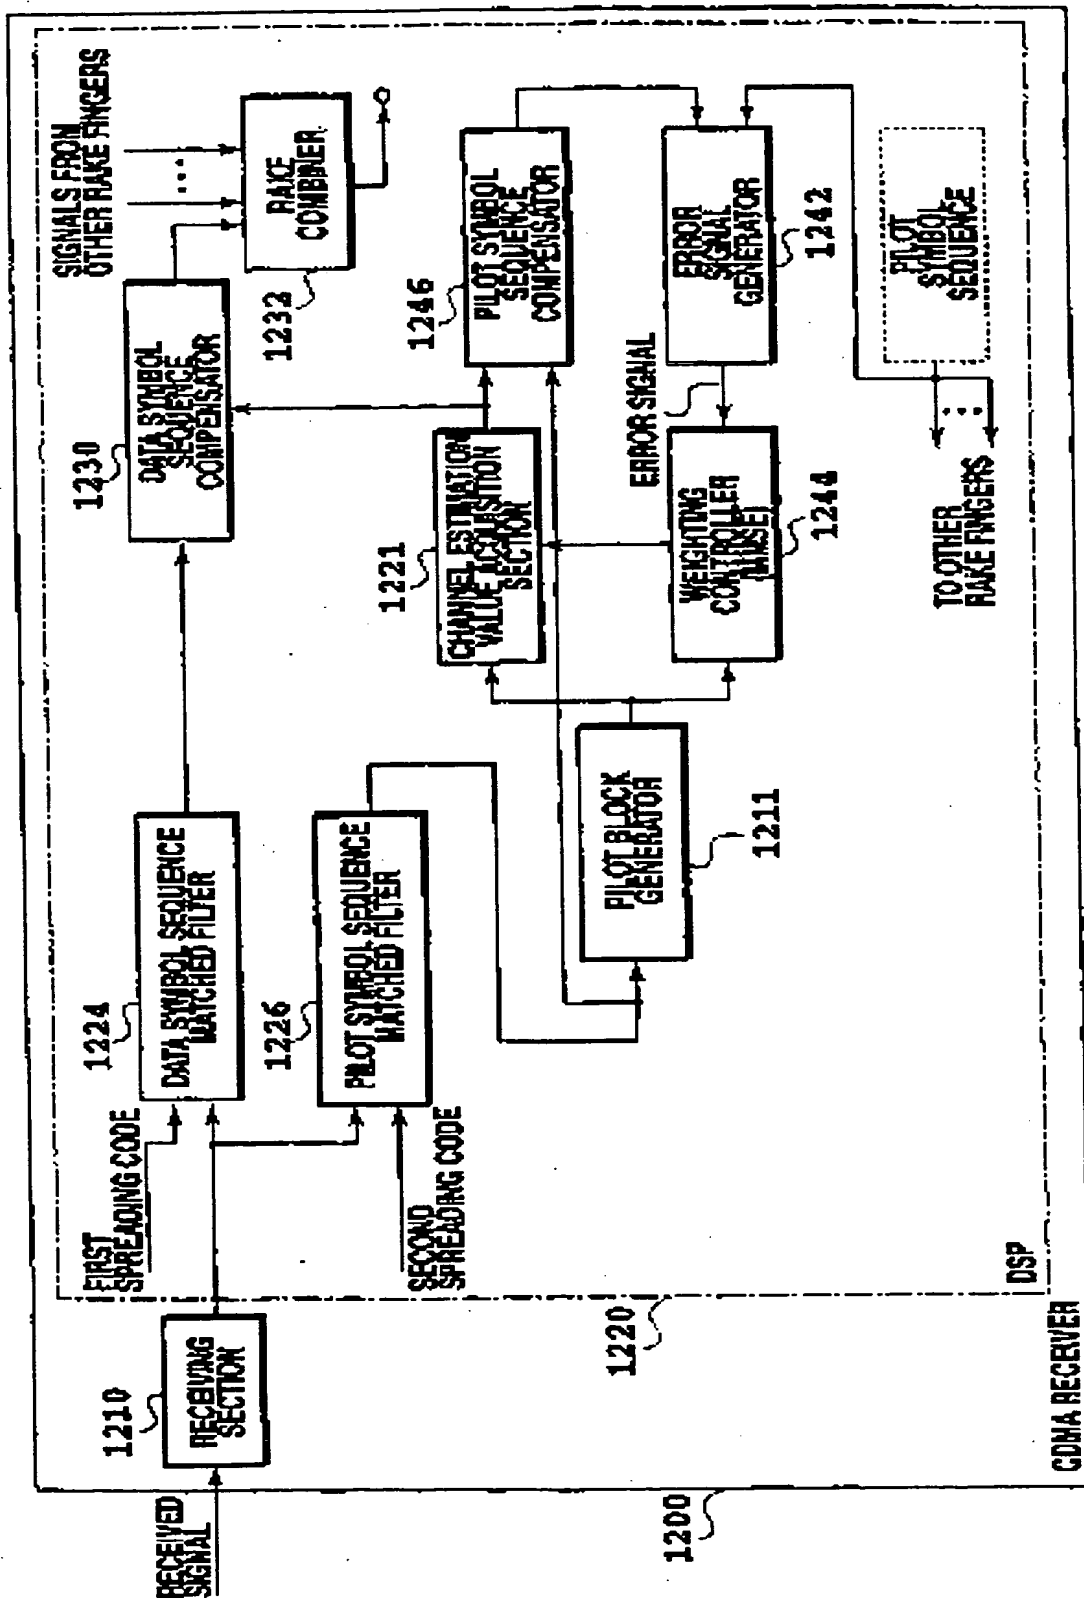 RECEIVED
SIGNAL
1200
CDMA RECEIVER
1210
RECEIVING
SECTION
1220
DSP
FIRST
SPREADING CODE
1224
DATA SYMBOL SEQUENCE
MATCHED FILTER
SECOND
SPREADING CODE
1226
PILOT SYMBOL SEQUENCE
MATCHED FILTER
1211
PILOT BLOCK
GENERATOR
1230
DATA SYMBOL
SEQUENCE
COMPENSATOR
1221
CHANNEL ESTIMATION
VALUE ACQUISITION
SECTION
1244
WEIGHTING
CONTROLLER
ERROR SIGNAL
SIGNALS FROM
OTHER RAKE FINGERS
...
1232
RAKE
COMBINER
1246
PILOT SYMBOL
SEQUENCE
COMPENSATOR
1242
ERROR
SIGNAL
GENERATOR
PILOT
SYMBOL
SEQUENCE
...
TO OTHER
RAKE FINGERS